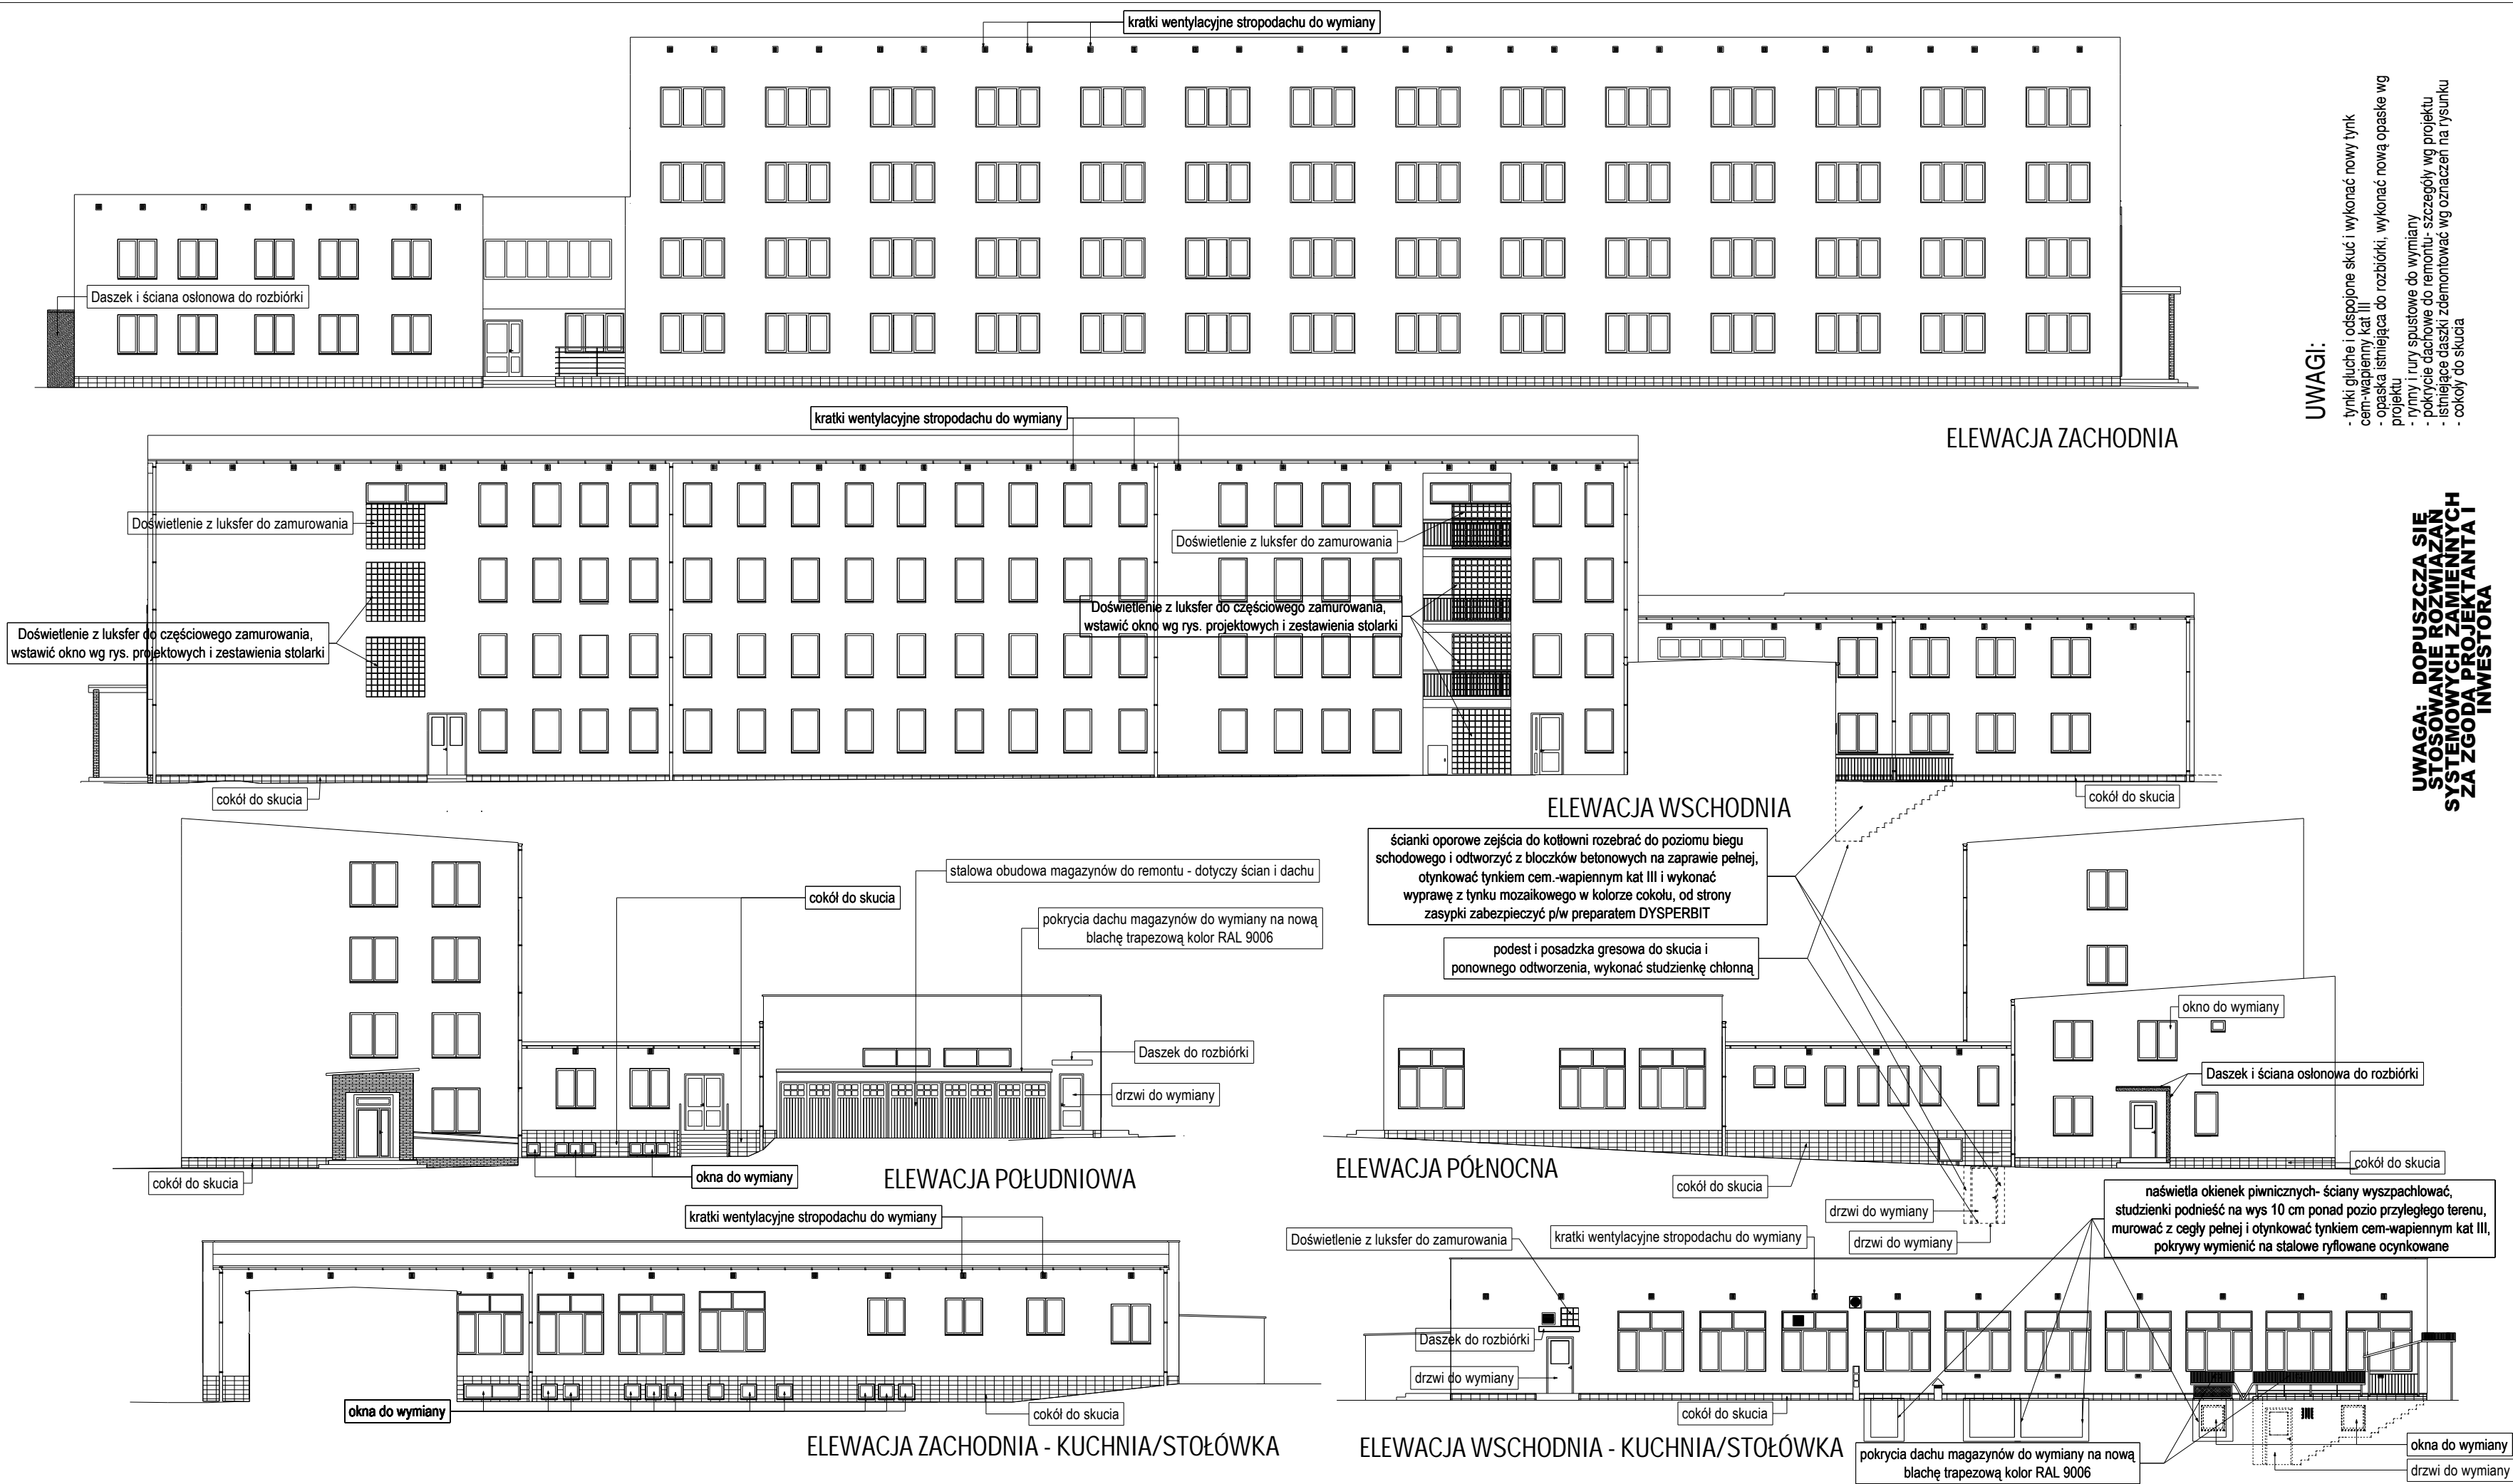 kratki wentylacyjne stropodachu do wymiany
Daszek i ściana osłonowa do rozbiórki
ELEWACJA ZACHODNIA
UWAGI:
- tynki głuche i odspojone skuć i wykonać nowy tynk
cem-wapienny kat III
- opaska istniejąca do rozbiórki, wykonać nową opaske wg
projektu
- rynny i rury spustowe do wymiany
- pokrycie dachowe do remontu- szczegóły wg projektu
- istniejące daszki zdemontować wg oznaczeń na rysunku
- cokoły do skucia
UWAGA: DOPUSZCZA SIE
STOSOWANIE ROZWIAZAŃ
SYSTEMOWYCH ZAMIENNYCH
ZA ZGODA PROJEKTANTA I
INWESTORA
kratki wentylacyjne stropodachu do wymiany
Doświetlenie z luksfer do zamurowania
Doświetlenie z luksfer do zamurowania
Doświetlenie z luksfer do częściowego zamurowania,
wstawić okno wg rys. projektowych i zestawienia stolarki
Doświetlenie z luksfer do częściowego zamurowania,
wstawić okno wg rys. projektowych i zestawienia stolarki
cokół do skucia
ELEWACJA WSCHODNIA
cokół do skucia
stalowa obudowa magazynów do remontu - dotyczy ścian i dachu
cokół do skucia
pokrycia dachu magazynów do wymiany na nową
blachę trapezową kolor RAL 9006
Daszek do rozbiórki
drzwi do wymiany
cokół do skucia
okna do wymiany
ELEWACJA POŁUDNIOWA
ścianki oporowe zejścia do kotłowni rozebrać do poziomu biegu
schodowego i odtworzyć z bloczków betonowych na zaprawie pełnej,
otynkować tynkiem cem.-wapiennym kat III i wykonać
wyprawę z tynku mozaikowego w kolorze cokołu, od strony
zasypki zabezpieczyć p/w preparatem DYSPERBIT
podest i posadzka gresowa do skucia i
ponownego odtworzenia, wykonać studzienkę chłonną
okno do wymiany
Daszek i ściana osłonowa do rozbiórki
ELEWACJA PÓŁNOCNA
cokół do skucia
cokół do skucia
drzwi do wymiany
drzwi do wymiany
kratki wentylacyjne stropodachu do wymiany
okna do wymiany
cokół do skucia
ELEWACJA ZACHODNIA - KUCHNIA/STOŁÓWKA
naświetla okienek piwnicznych- ściany wyszpachlować,
studzienki podnieść na wys 10 cm ponad pozio przyległego terenu,
murować z cegły pełnej i otynkować tynkiem cem-wapiennym kat III,
pokrywy wymienić na stalowe ryflowane ocynkowane
Doświetlenie z luksfer do zamurowania
kratki wentylacyjne stropodachu do wymiany
Daszek do rozbiórki
drzwi do wymiany
cokół do skucia
ELEWACJA WSCHODNIA - KUCHNIA/STOŁÓWKA
pokrycia dachu magazynów do wymiany na nową
blachę trapezową kolor RAL 9006
okna do wymiany
drzwi do wymiany